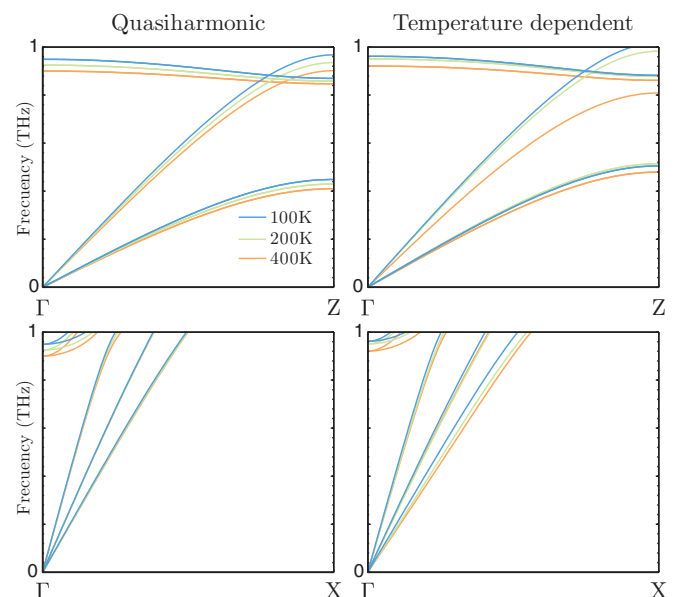 Quasiharmonic
Temperature dependent
1
Frecuency (THz)
100K
200K
400K
0
Γ
Z
1
0
Γ
Z
1
Frecuency (THz)
0
Γ
X
1
0
Γ
X